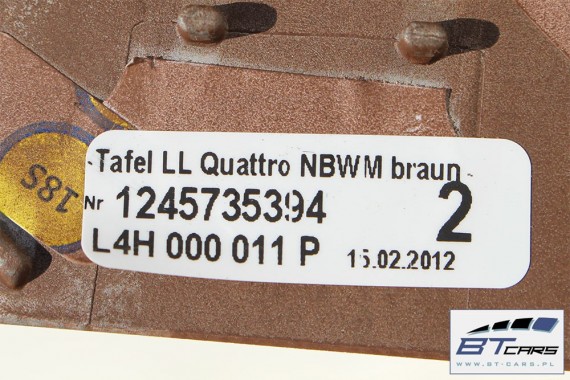 Tafel LL Quattro NBWM braun
Nr 1245735394 2
L4H 000 011 P 15.02.2012
18S
BT CARS
WWW.BT-CARS.PL